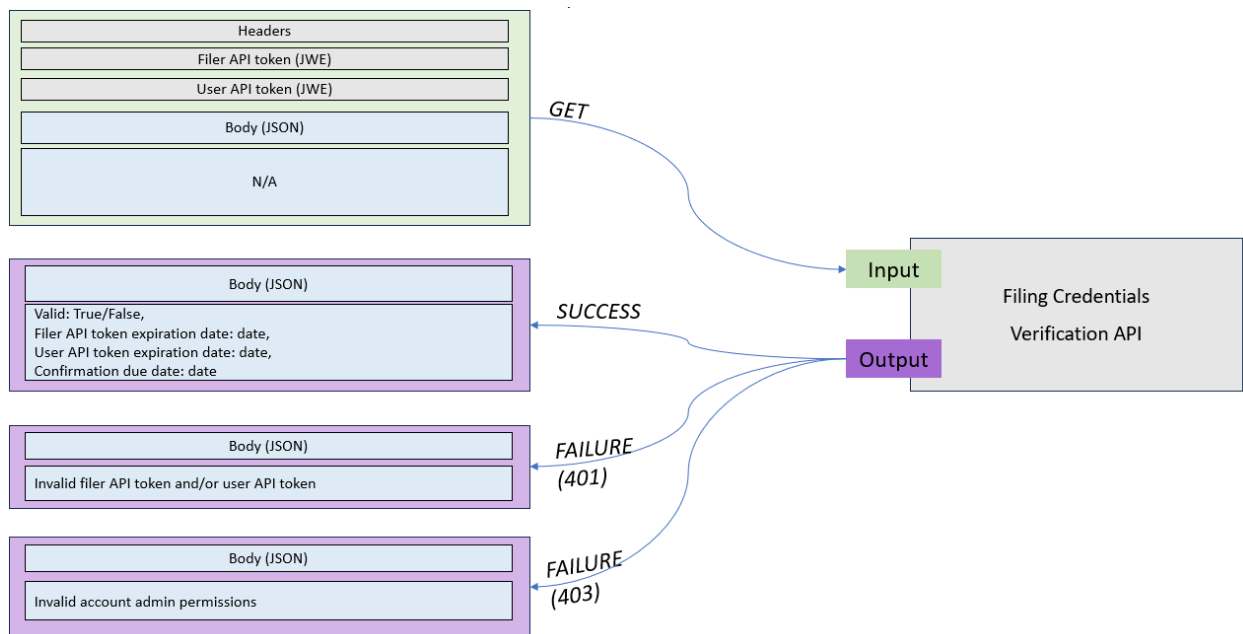 Headers
Filer API token (JWE)
User API token (JWE)
Body (JSON)
N/A
GET
Input
Filing Credentials
Verification API
Output
SUCCESS
Body (JSON)
Valid: True/False,
Filer API token expiration date: date,
User API token expiration date: date,
Confirmation due date: date
FAILURE
(401)
Body (JSON)
Invalid filer API token and/or user API token
FAILURE
(403)
Body (JSON)
Invalid account admin permissions